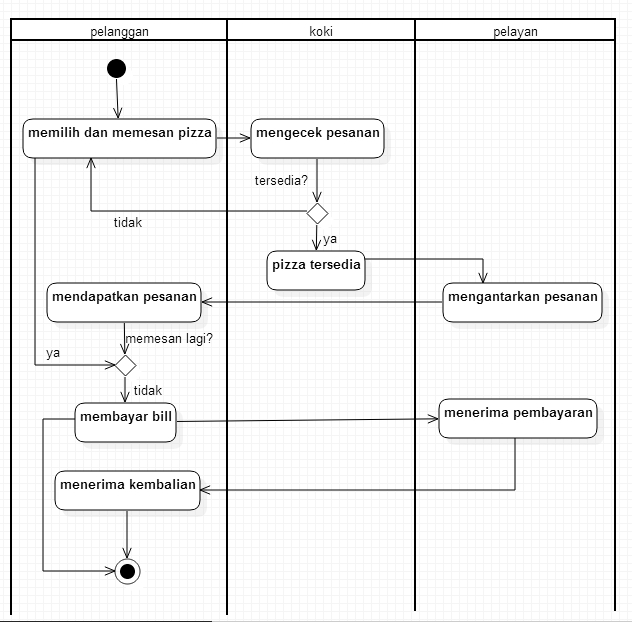 pelanggan
koki
pelayan
memilih dan memesan pizza
mengecek pesanan
tersedia?
tidak
ya
pizza tersedia
mendapatkan pesanan
mengantarkan pesanan
memesan lagi?
ya
tidak
membayar bill
menerima pembayaran
menerima kembalian